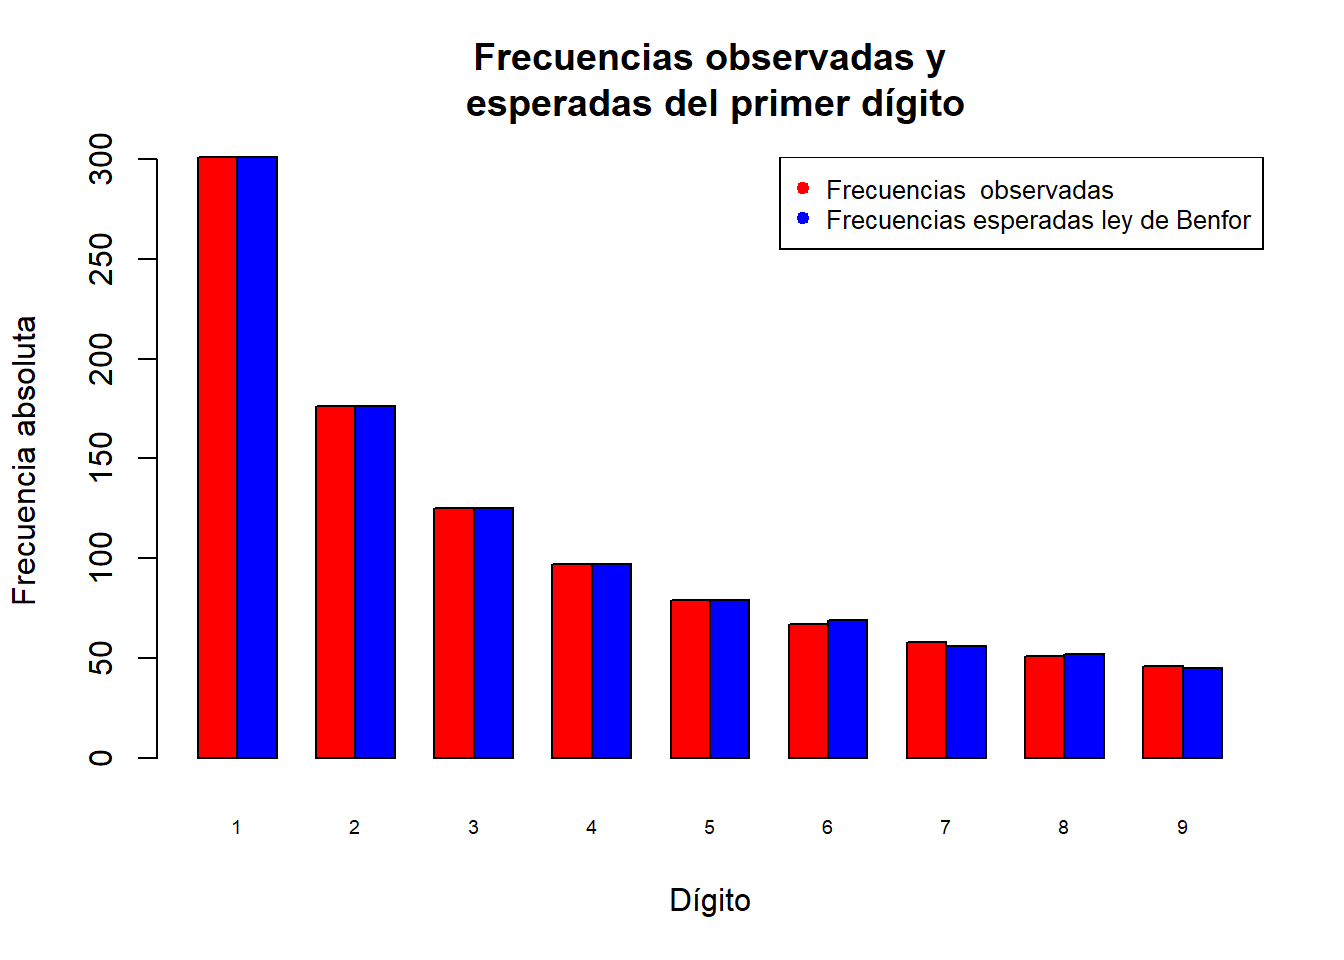 Frecuencias observadas y
esperadas del primer dígito
Frecuencias  observadas
Frecuencias esperadas ley de Benfor
Frecuencia absoluta
300
250
200
150
100
50
0
1 2 3 4 5 6 7 8 9
Dígito